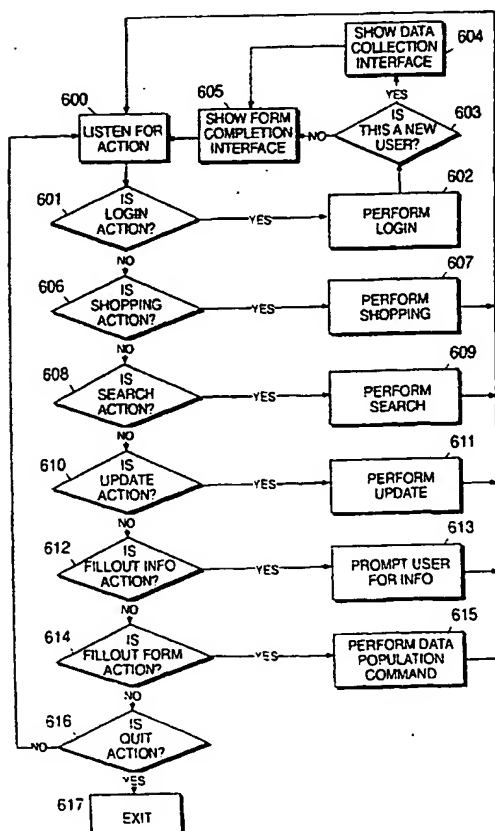 SHOW DATA
COLLECTION
INTERFACE
604
YES
600
LISTEN FOR
ACTION
605
SHOW FORM
COMPLETION
INTERFACE
NO
IS
THIS A NEW
USER?
603
601
IS
LOGIN
ACTION?
YES
602
PERFORM
LOGIN
NO
606
IS
SHOPPING
ACTION?
YES
607
PERFORM
SHOPPING
NO
608
IS
SEARCH
ACTION?
YES
609
PERFORM
SEARCH
NO
610
IS
UPDATE
ACTION?
YES
611
PERFORM
UPDATE
NO
612
IS
FILLOUT INFO
ACTION?
YES
613
PROMPT USER
FOR INFO
NO
614
IS
FILLOUT FORM
ACTION?
YES
615
PERFORM DATA
POPULATION
COMMAND
NO
616
IS
QUIT
ACTION?
NO
YES
617
EXIT